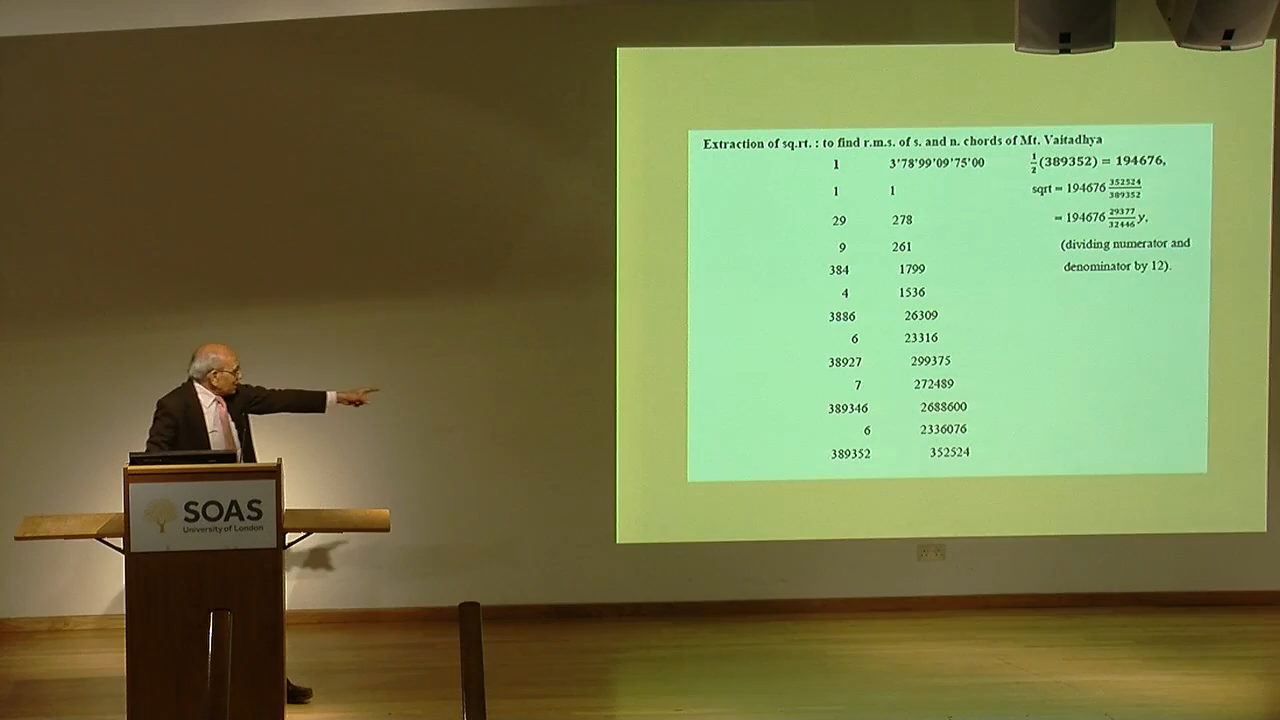 Extraction of sq.rt. : to find r.m.s. of s. and n. chords of Mt. Vaitadhya
1 3'78'99'09'75'00 ½(389352) = 194676,
1 1 sqrt = 194676 352524/389352
29 278 = 194676 29377/32446 y,
9 261 (dividing numerator and
384 1799 denominator by 12).
4 1536
3886 26309
6 23316
38927 299375
7 272489
389346 2688600
6 2336076
389352 352524
SOAS
University of London